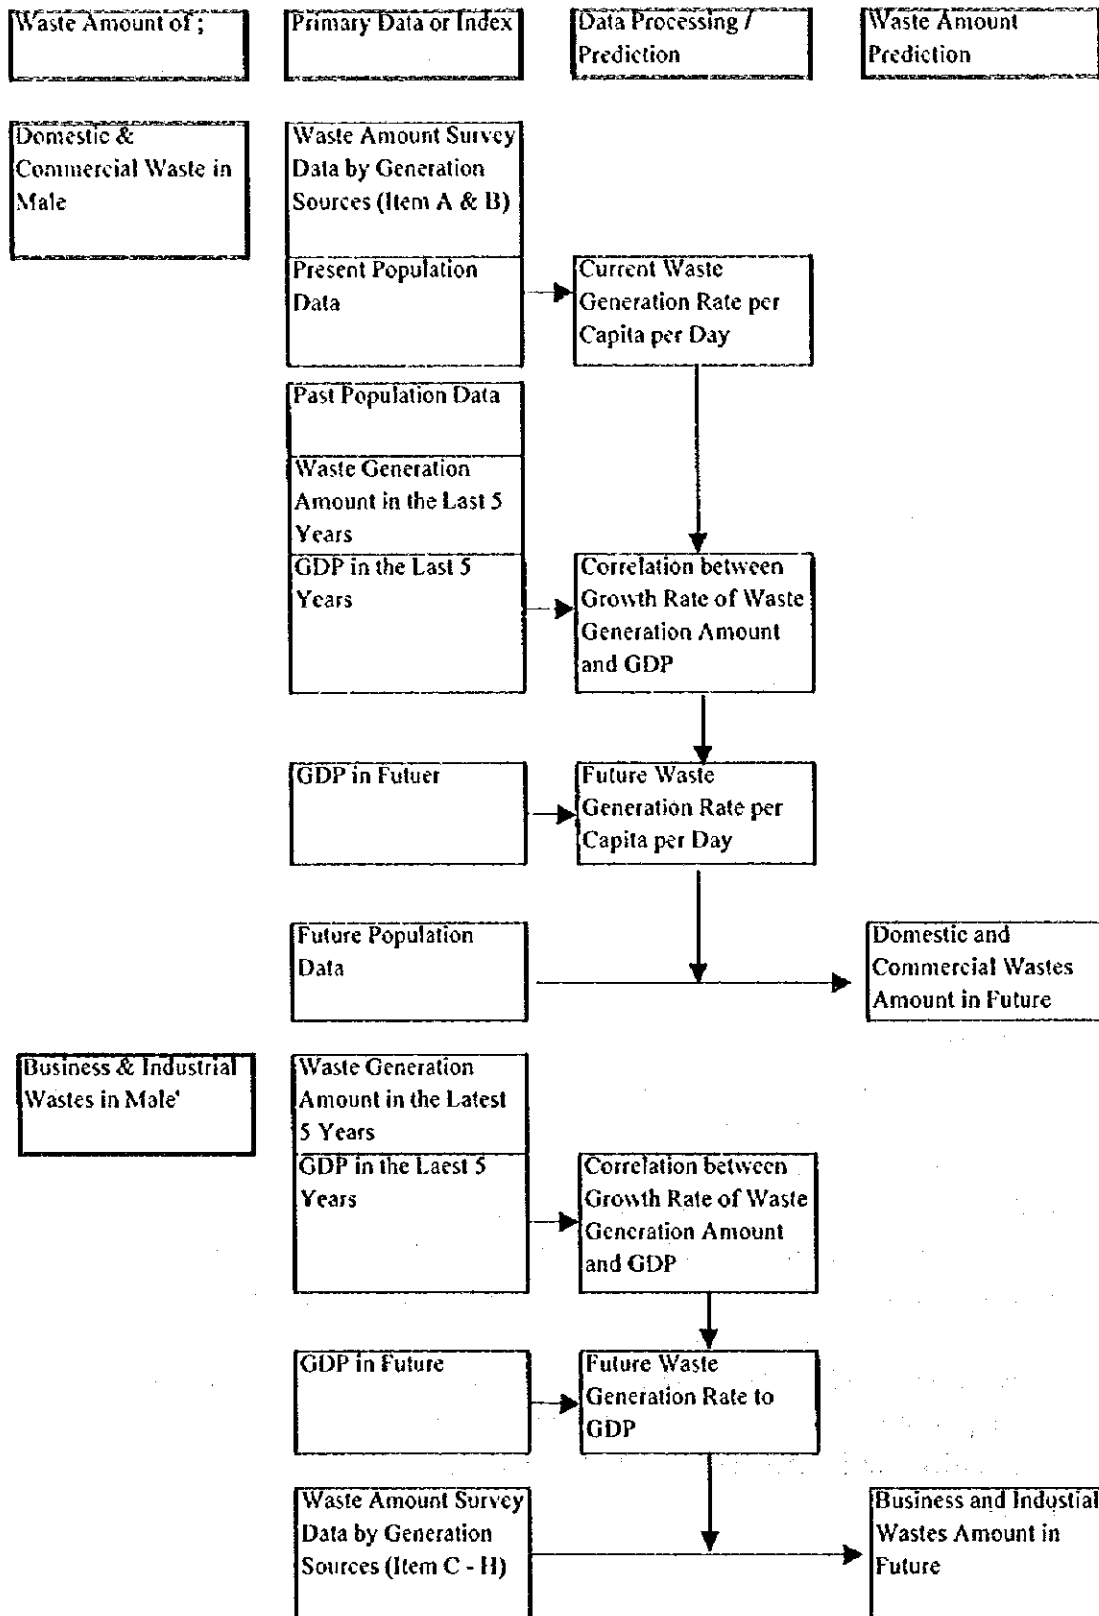 Waste Amount of ;
Primary Data or Index
Data Processing /
Prediction
Waste Amount
Prediction
Domestic &
Commercial Waste in
Male
Waste Amount Survey
Data by Generation
Sources (Item A & B)
Present Population
Data
Current Waste
Generation Rate per
Capita per Day
Past Population Data
Waste Generation
Amount in the Last 5
Years
GDP in the Last 5
Years
Correlation between
Growth Rate of Waste
Generation Amount
and GDP
GDP in Futuer
Future Waste
Generation Rate per
Capita per Day
Future Population
Data
Domestic and
Commercial Wastes
Amount in Future
Business & Industrial
Wastes in Male'
Waste Generation
Amount in the Latest
5 Years
GDP in the Laest 5
Years
Correlation between
Growth Rate of Waste
Generation Amount
and GDP
GDP in Future
Future Waste
Generation Rate to
GDP
Waste Amount Survey
Data by Generation
Sources (Item C - H)
Business and Industial
Wastes Amount in
Future